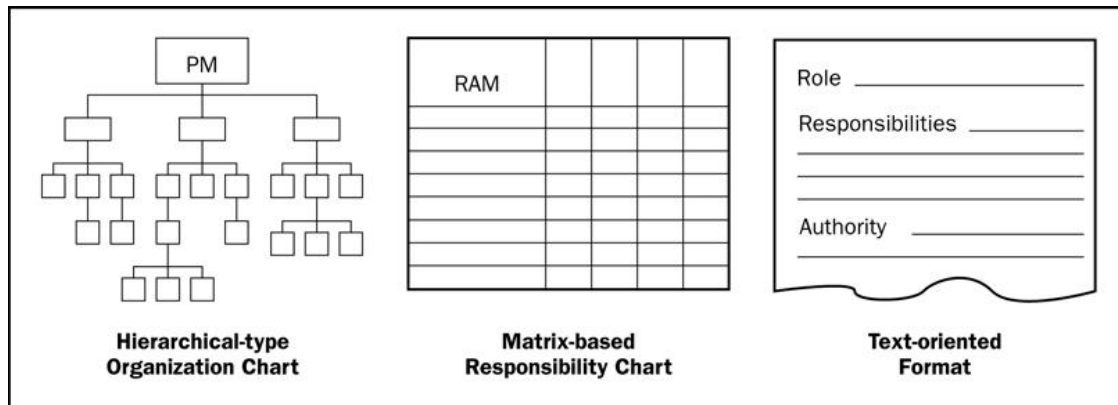 PM
RAM
Role
Responsibilities
Authority
Hierarchical-type
Organization Chart
Matrix-based
Responsibility Chart
Text-oriented
Format